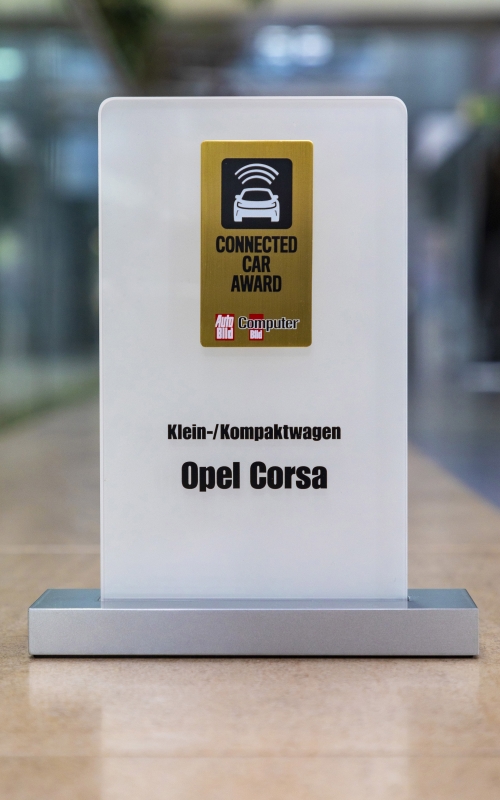 CONNECTED
CAR
AWARD
Auto Computer
Bild Bild
Klein-/Kompaktwagen
Opel Corsa